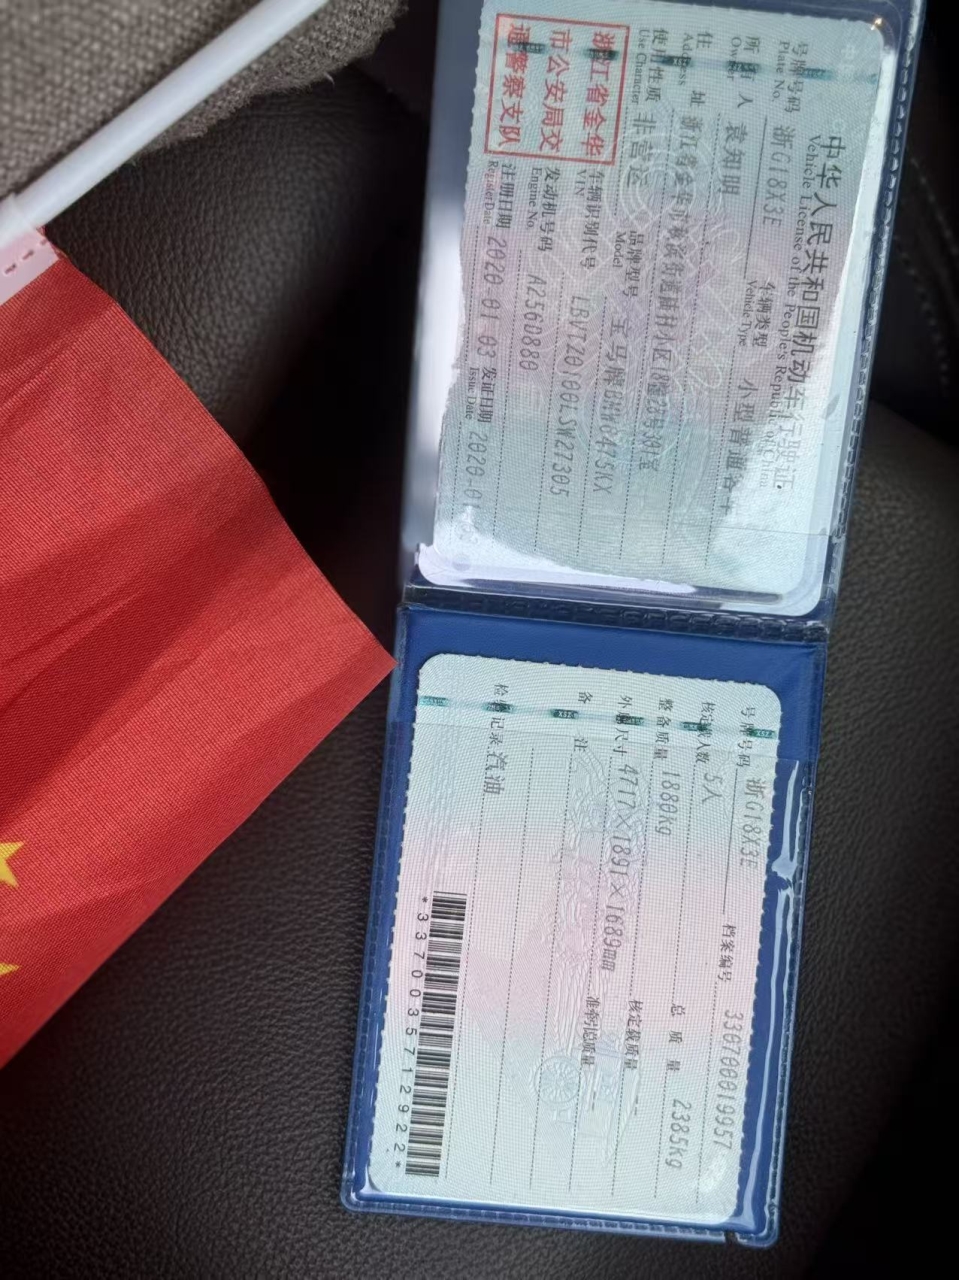 中华人民共和国机动车行驶证
Vehicle License of the People's Republic of China
号牌号码 浙G18X3E 车辆类型 小型普通客车
Plate No. Vehicle Type
所有人 袁知明
Owner
住址 浙江省金华市
Address
使用性质 非营运 品牌型号 宝马牌
Use Character Model
浙江省金华
市公安局交
通警察支队
车辆识别代号 LBVTZ0100LSW27305
VIN
发动机号码 A2560880
Engine No.
注册日期 2020-01-03 发证日期 2020-01
Register Date Issue Date
号牌号码 浙G18X3E 档案编号 330700019957
核定载人数 5人 总质量 2385kg
整备质量 1880kg 核定载质量 --
外廓尺寸 4717×1891×1689mm 准牵引总质量 --
备注
检验记录 汽油
*3370035712922*